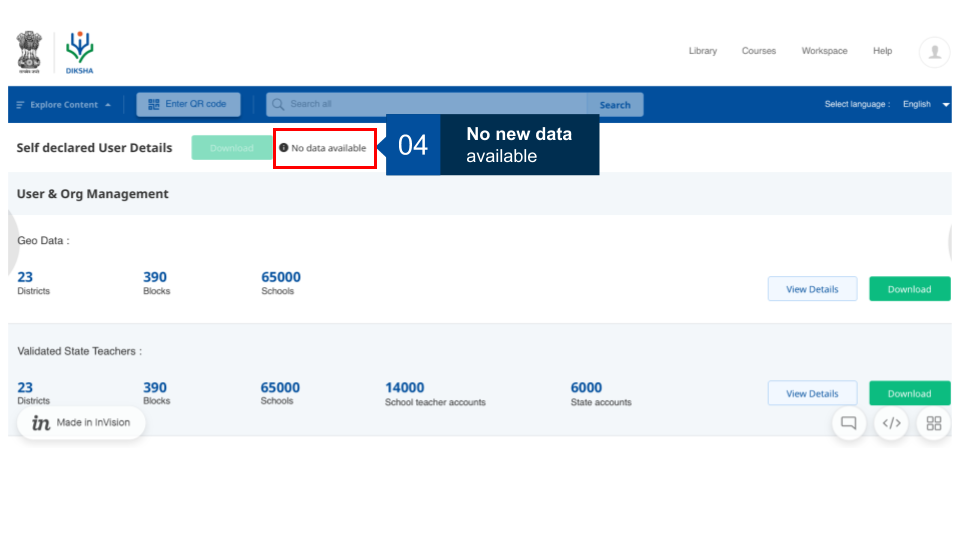 Library Courses Workspace Help
DIKSHA
Explore Content Enter QR code Search all Search Select language : English
Self declared User Details Download No data available
04 No new data
available
User & Org Management
Geo Data :
23 390 65000
Districts Blocks Schools
View Details Download
Validated State Teachers :
23 390 65000 14000 6000
Districts Blocks Schools School teacher accounts State accounts
View Details Download
in Made in InVision